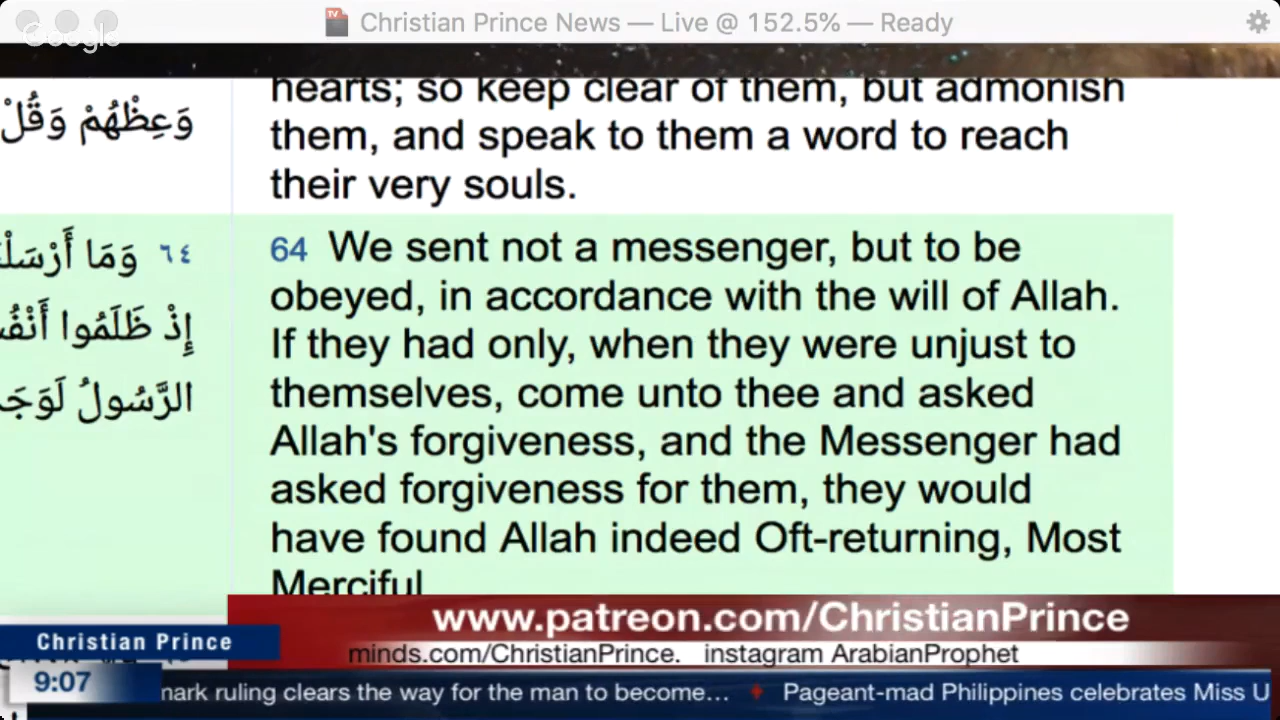 Christian Prince News — Live @ 152.5% — Ready
Google
hearts; so keep clear of them, but admonish
them, and speak to them a word to reach
their very souls.
وَعِظْهُمْ وَقُلْ
64 We sent not a messenger, but to be
obeyed, in accordance with the will of Allah.
If they had only, when they were unjust to
themselves, come unto thee and asked
Allah's forgiveness, and the Messenger had
asked forgiveness for them, they would
have found Allah indeed Oft-returning, Most
Merciful
٦٤ وَمَا
إِذْ ظَلَمُوا
الرَّسُولُ
www.patreon.com/ChristianPrince
minds.com/ChristianPrince. instagram ArabianProphet
Christian Prince
9:07
mark ruling clears the way for the man to become... Pageant-mad Philippines celebrates Miss U